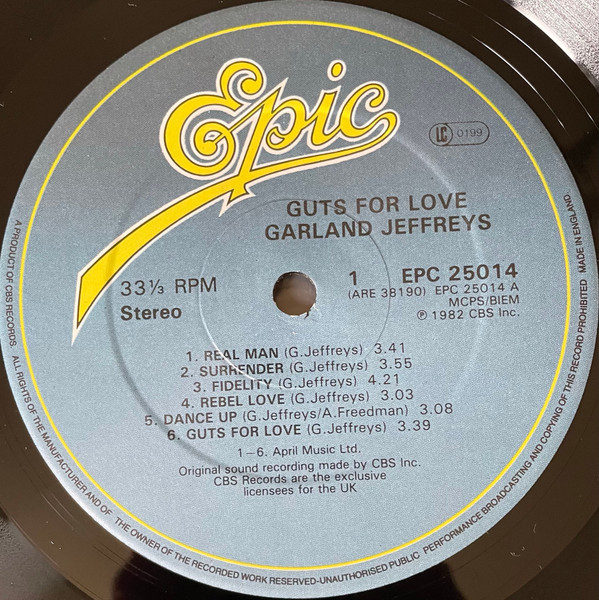 Epic
LC 0199
GUTS FOR LOVE
GARLAND JEFFREYS
33⅓ RPM
Stereo
1 EPC 25014
(ARE 38190) EPC 25014 A
MCPS/BIEM
℗ 1982 CBS Inc.
1. REAL MAN (G.Jeffreys) 3.41
2. SURRENDER (G.Jeffreys) 3.55
3. FIDELITY (G.Jeffreys) 4.21
4. REBEL LOVE (G.Jeffreys) 3.03
5. DANCE UP (G.Jeffreys/A.Freedman) 3.08
6. GUTS FOR LOVE (G.Jeffreys) 3.39
1–6. April Music Ltd.
Original sound recording made by CBS Inc.
CBS Records are the exclusive
licensees for the UK
A PRODUCT OF CBS RECORDS. ALL RIGHTS OF THE MANUFACTURER AND OF THE OWNER OF THE RECORDED WORK RESERVED-UNAUTHORISED PUBLIC PERFORMANCE BROADCASTING AND COPYING OF THIS RECORD PROHIBITED MADE IN ENGLAND.